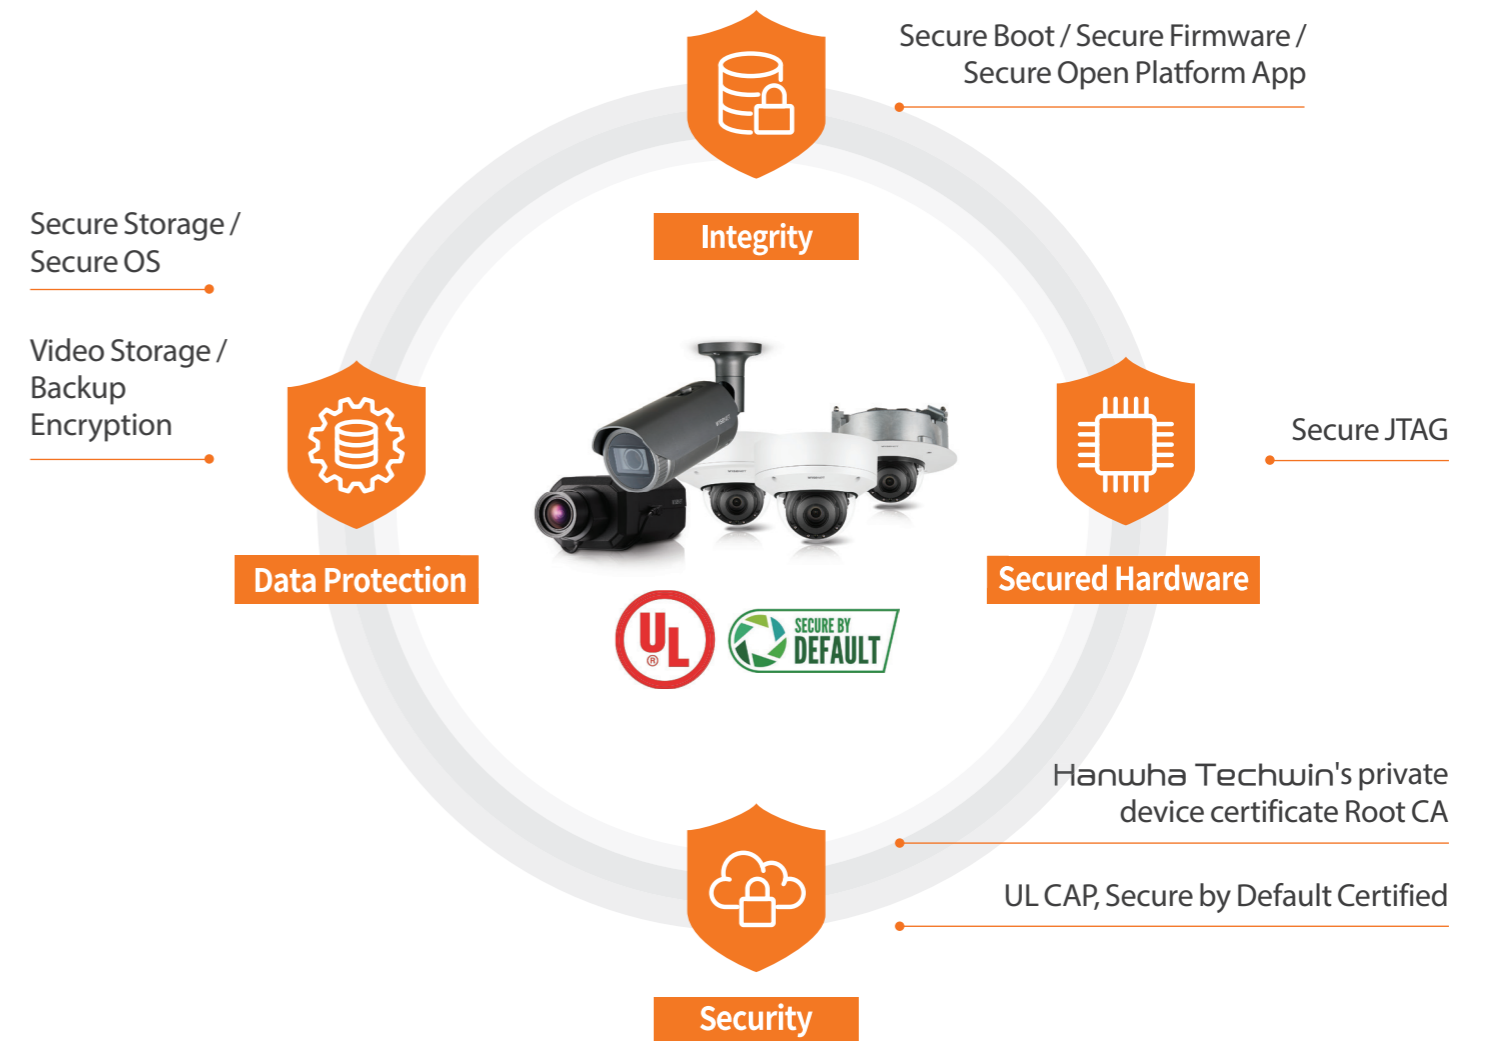 Secure Boot / Secure Firmware /
Secure Open Platform App
Integrity
Secure Storage /
Secure OS
Video Storage /
Backup
Encryption
Data Protection
Secure JTAG
Secured Hardware
UL
®
SECURE BY
DEFAULT
Hanwha Techwin's private
device certificate Root CA
UL CAP, Secure by Default Certified
Security